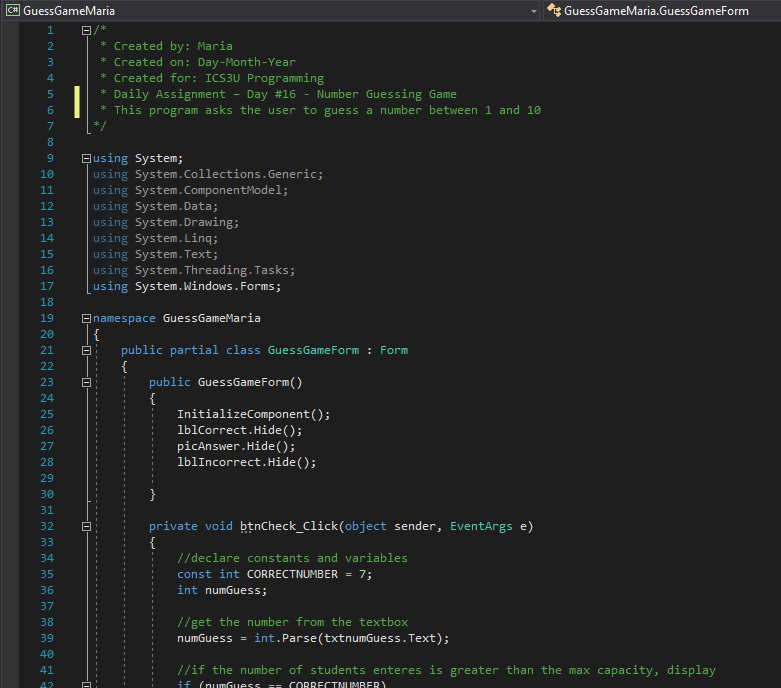 C# GuessGameMaria GuessGameMaria.GuessGameForm
1 /*
2 * Created by: Maria
3 * Created on: Day-Month-Year
4 * Created for: ICS3U Programming
5 * Daily Assignment – Day #16 - Number Guessing Game
6 * This program asks the user to guess a number between 1 and 10
7 */
8
9 using System;
10 using System.Collections.Generic;
11 using System.ComponentModel;
12 using System.Data;
13 using System.Drawing;
14 using System.Linq;
15 using System.Text;
16 using System.Threading.Tasks;
17 using System.Windows.Forms;
18
19 namespace GuessGameMaria
20 {
21 public partial class GuessGameForm : Form
22 {
23 public GuessGameForm()
24 {
25 InitializeComponent();
26 lblCorrect.Hide();
27 picAnswer.Hide();
28 lblIncorrect.Hide();
29
30 }
31
32 private void btnCheck_Click(object sender, EventArgs e)
33 {
34 //declare constants and variables
35 const int CORRECTNUMBER = 7;
36 int numGuess;
37
38 //get the number from the textbox
39 numGuess = int.Parse(txtnumGuess.Text);
40
41 //if the number of students enteres is greater than the max capacity, display
42 if (numGuess == CORRECTNUMBER)